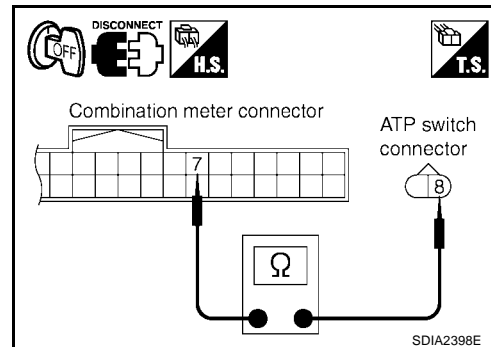 DISCONNECT
OFF
H.S.
T.S.
Combination meter connector
ATP switch
connector
7
8
Ω
SDIA2398E